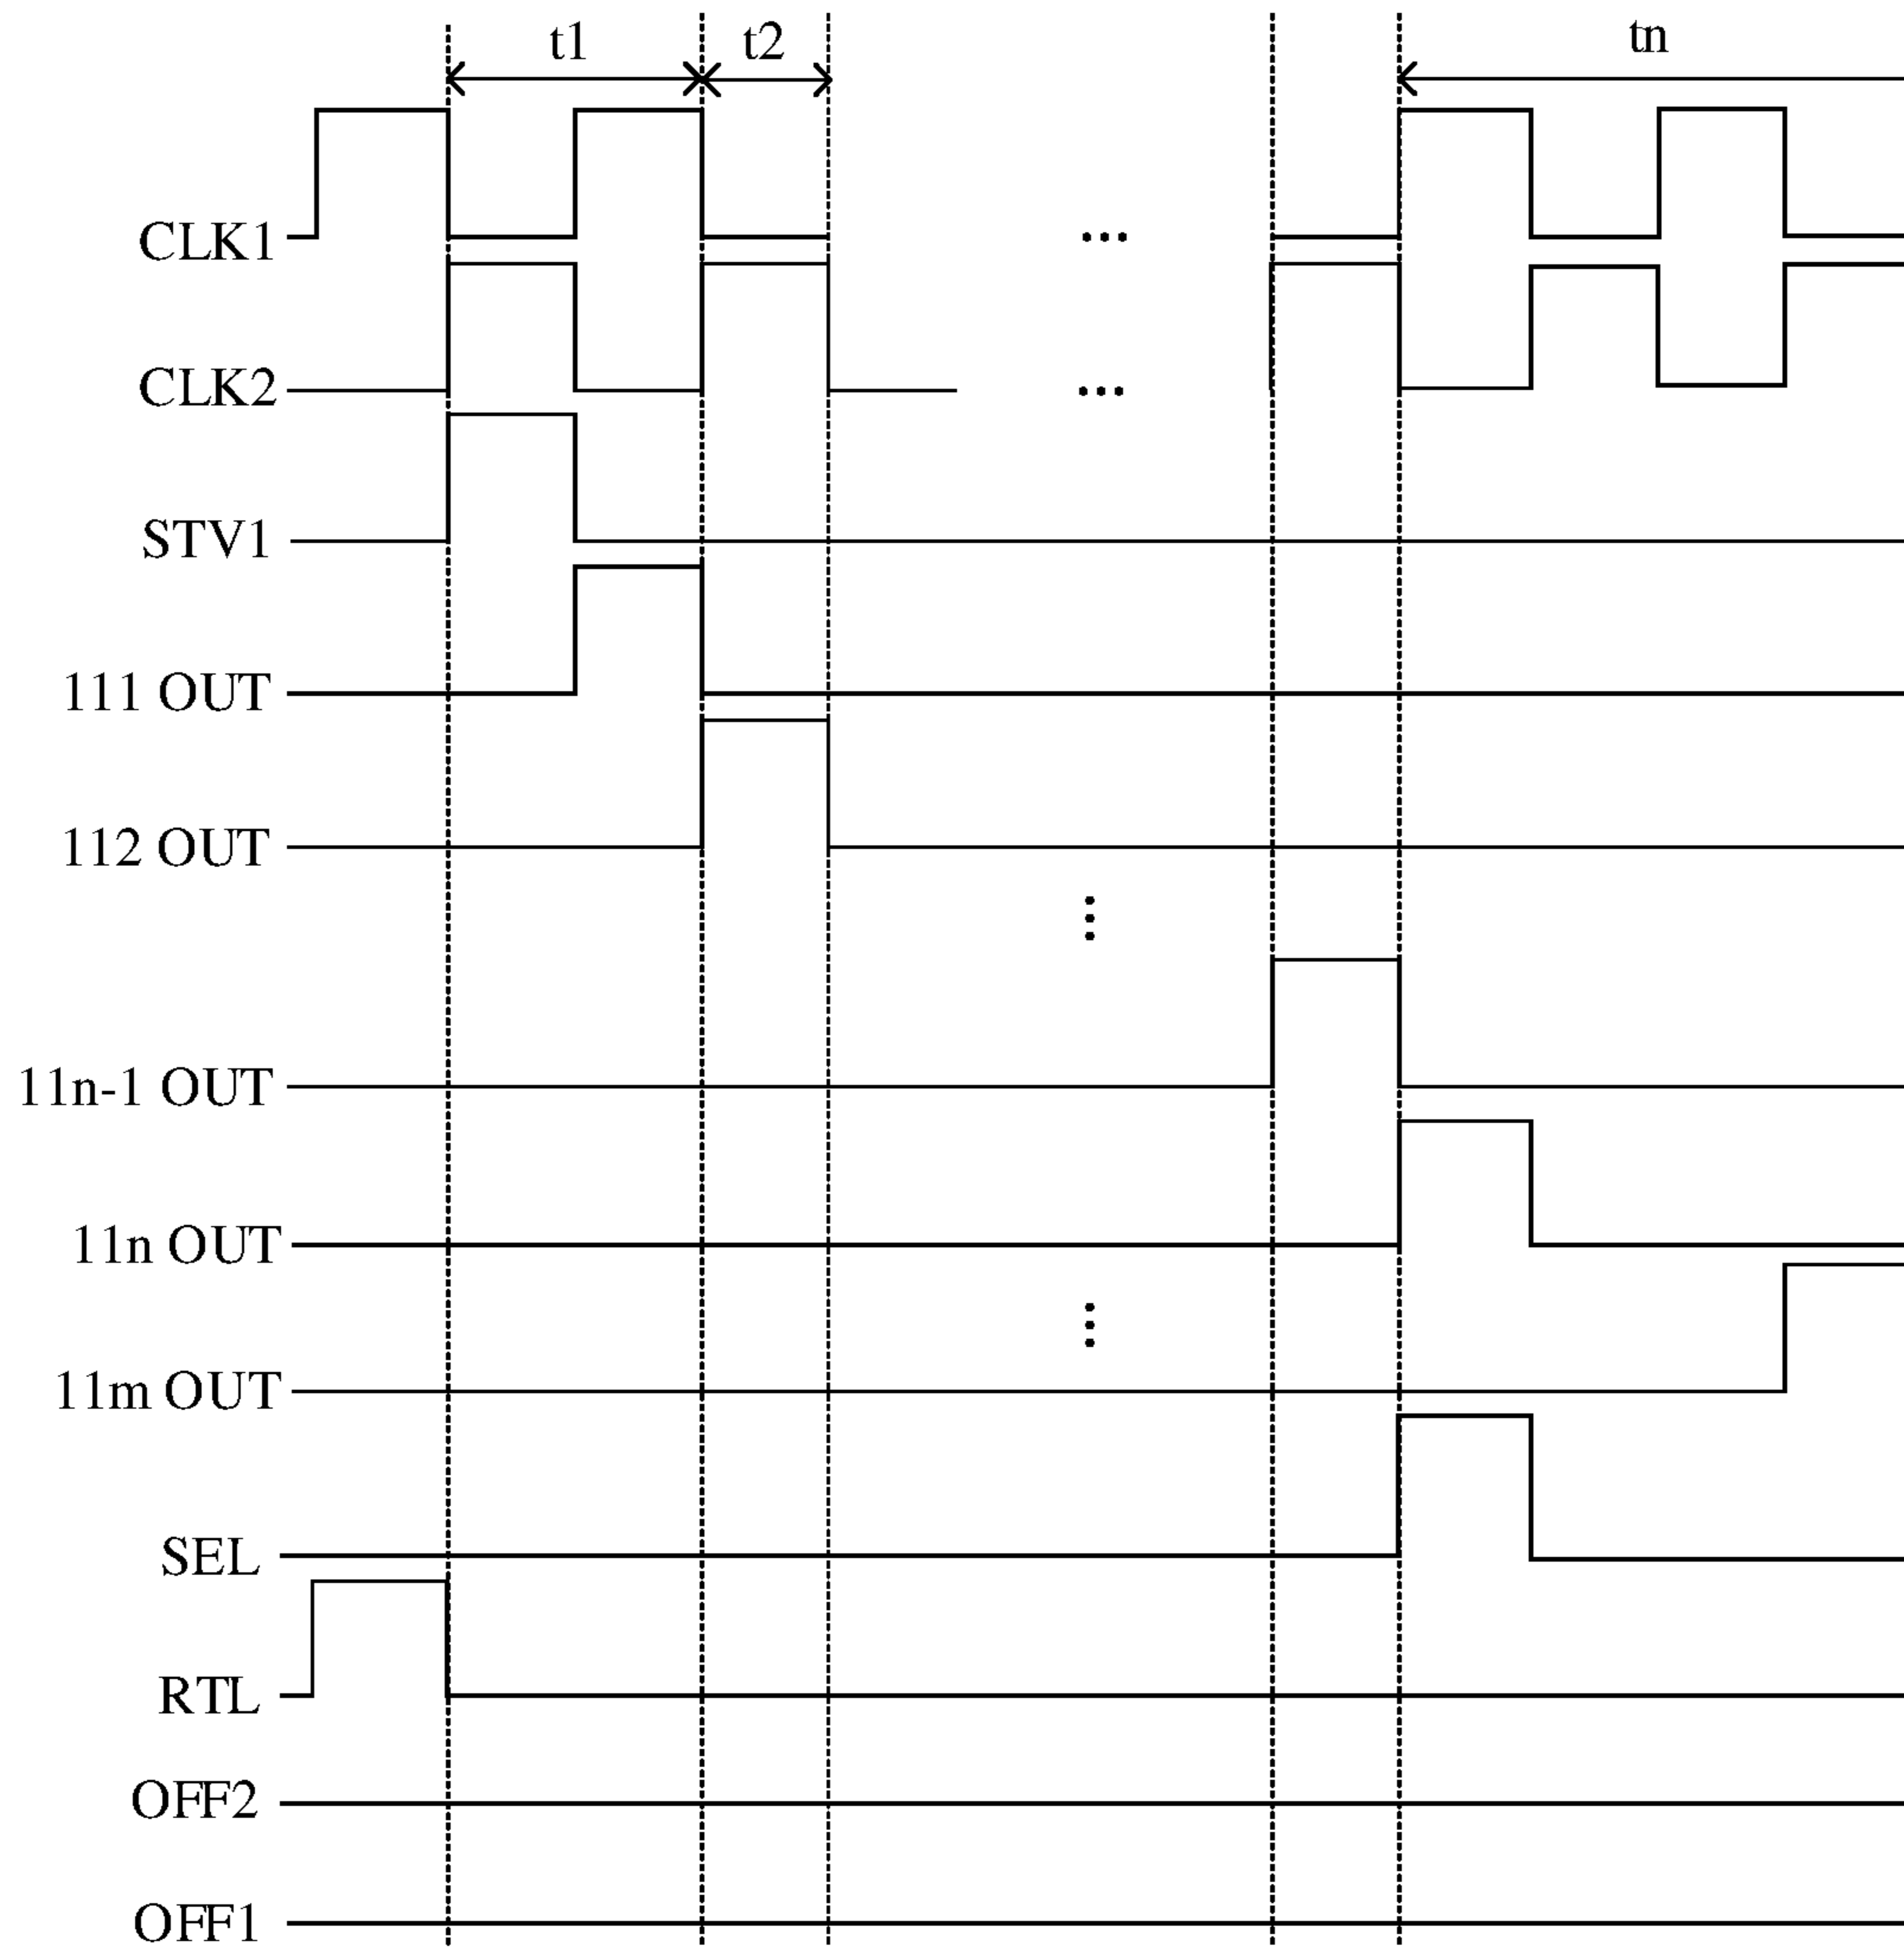 t1 t2 tn
CLK1 ...
CLK2 ...
STV1
111 OUT
112 OUT
11n-1 OUT
11n OUT
11m OUT
SEL
RTL
OFF2
OFF1